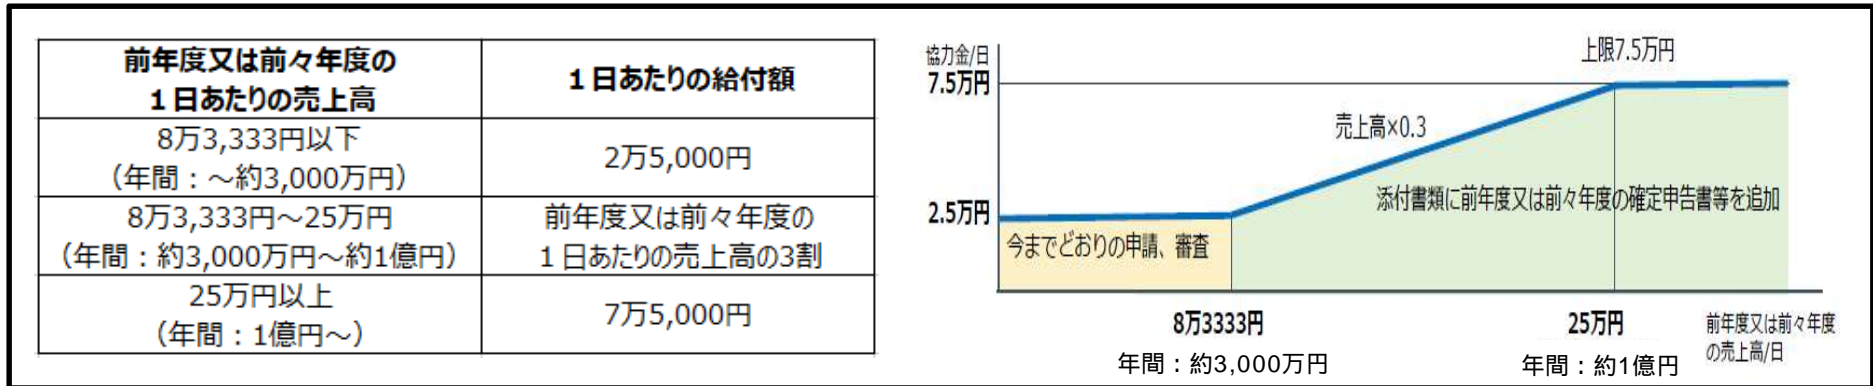 前年度又は前々年度の
１日あたりの売上高
１日あたりの給付額
8万3,333円以下
（年間：～約3,000万円）
2万5,000円
8万3,333円～25万円
（年間：約3,000万円～約1億円）
前年度又は前々年度の
１日あたりの売上高の3割
25万円以上
（年間：1億円～）
7万5,000円
協力金/日
7.5万円
上限7.5万円
売上高×0.3
添付書類に前年度又は前々年度の確定申告書等を追加
2.5万円
今までどおりの申請、審査
8万3333円
年間：約3,000万円
25万円
年間：約1億円
前年度又は前々年度
の売上高/日